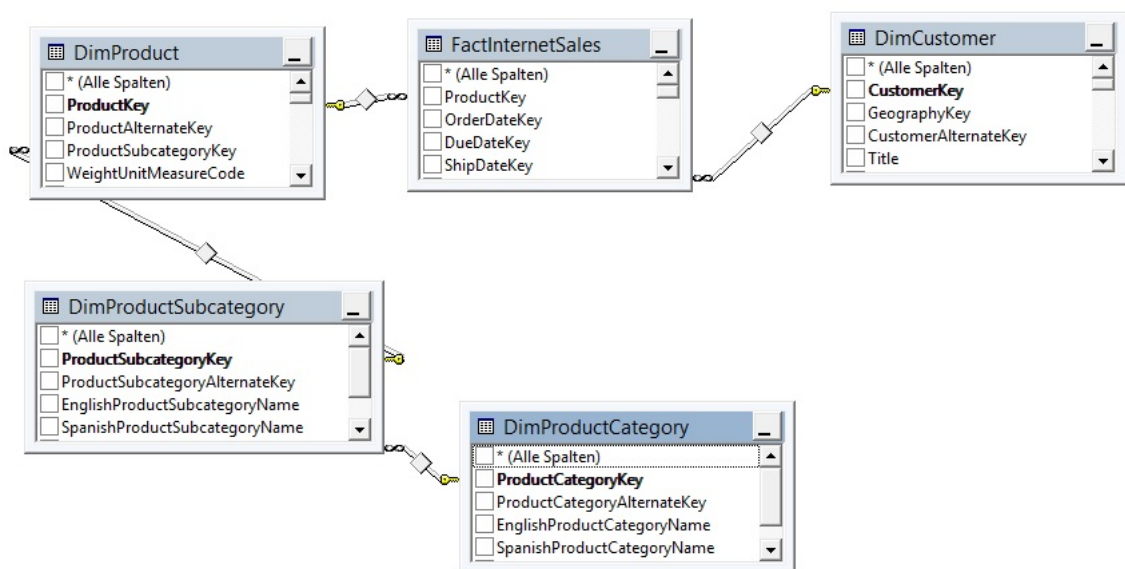 DimProduct
* (Alle Spalten)
ProductKey
ProductAlternateKey
ProductSubcategoryKey
WeightUnitMeasureCode
FactInternetSales
* (Alle Spalten)
ProductKey
OrderDateKey
DueDateKey
ShipDateKey
DimCustomer
* (Alle Spalten)
CustomerKey
GeographyKey
CustomerAlternateKey
Title
DimProductSubcategory
* (Alle Spalten)
ProductSubcategoryKey
ProductSubcategoryAlternateKey
EnglishProductSubcategoryName
SpanishProductSubcategoryName
DimProductCategory
* (Alle Spalten)
ProductCategoryKey
ProductCategoryAlternateKey
EnglishProductCategoryName
SpanishProductCategoryName